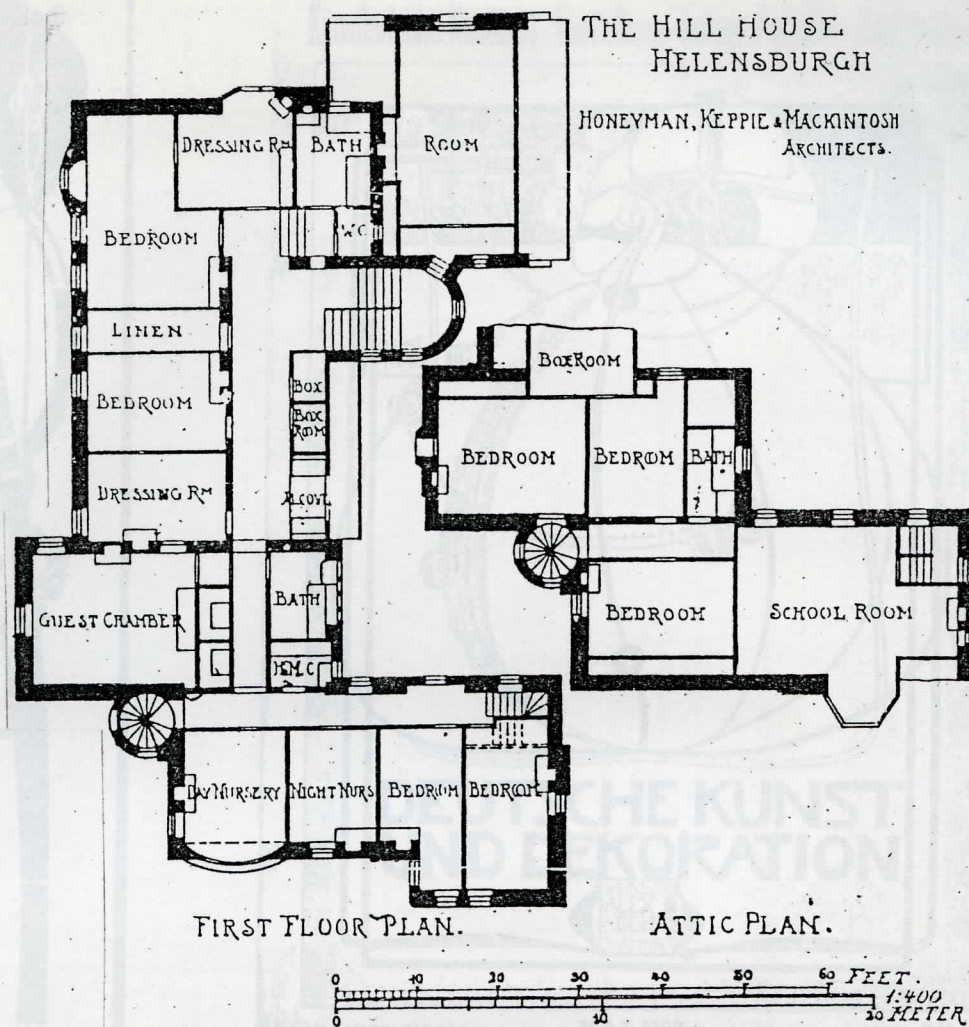 THE HILL HOUSE
HELENSBURGH
HONEYMAN, KEPPIE & MACKINTOSH
ARCHITECTS.
DRESSING RM
BATH
ROOM
BEDROOM
W.C
LINEN
BEDROOM
BOX
BOX
ROOM
DRESSING RM
ALCOVE
GUEST CHAMBER
BATH
H.M.C
DAY NURSERY
NIGHT NURS
BEDROOM
BEDROOM
BOX ROOM
BEDROOM
BEDROOM
BATH
BEDROOM
SCHOOL ROOM
DEUTSCHE KUNST
UND DEKORATION
FIRST FLOOR PLAN.
ATTIC PLAN.
0 10 20 30 40 50 60 FEET.
1:400
0 10 20 METER